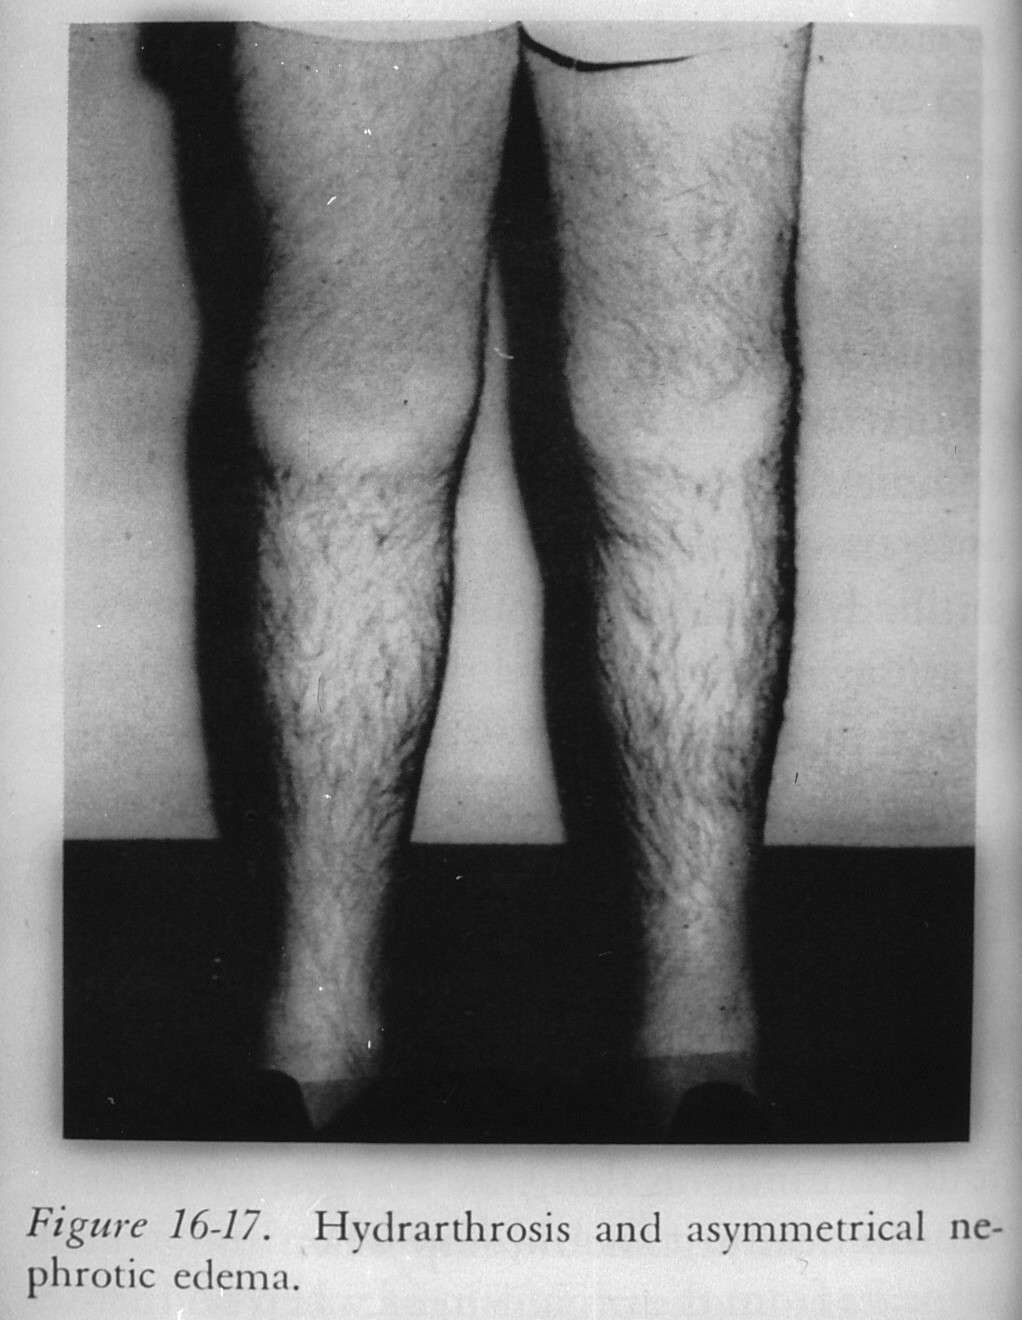 Figure 16-17. Hydrarthrosis and asymmetrical ne-
phrotic edema.